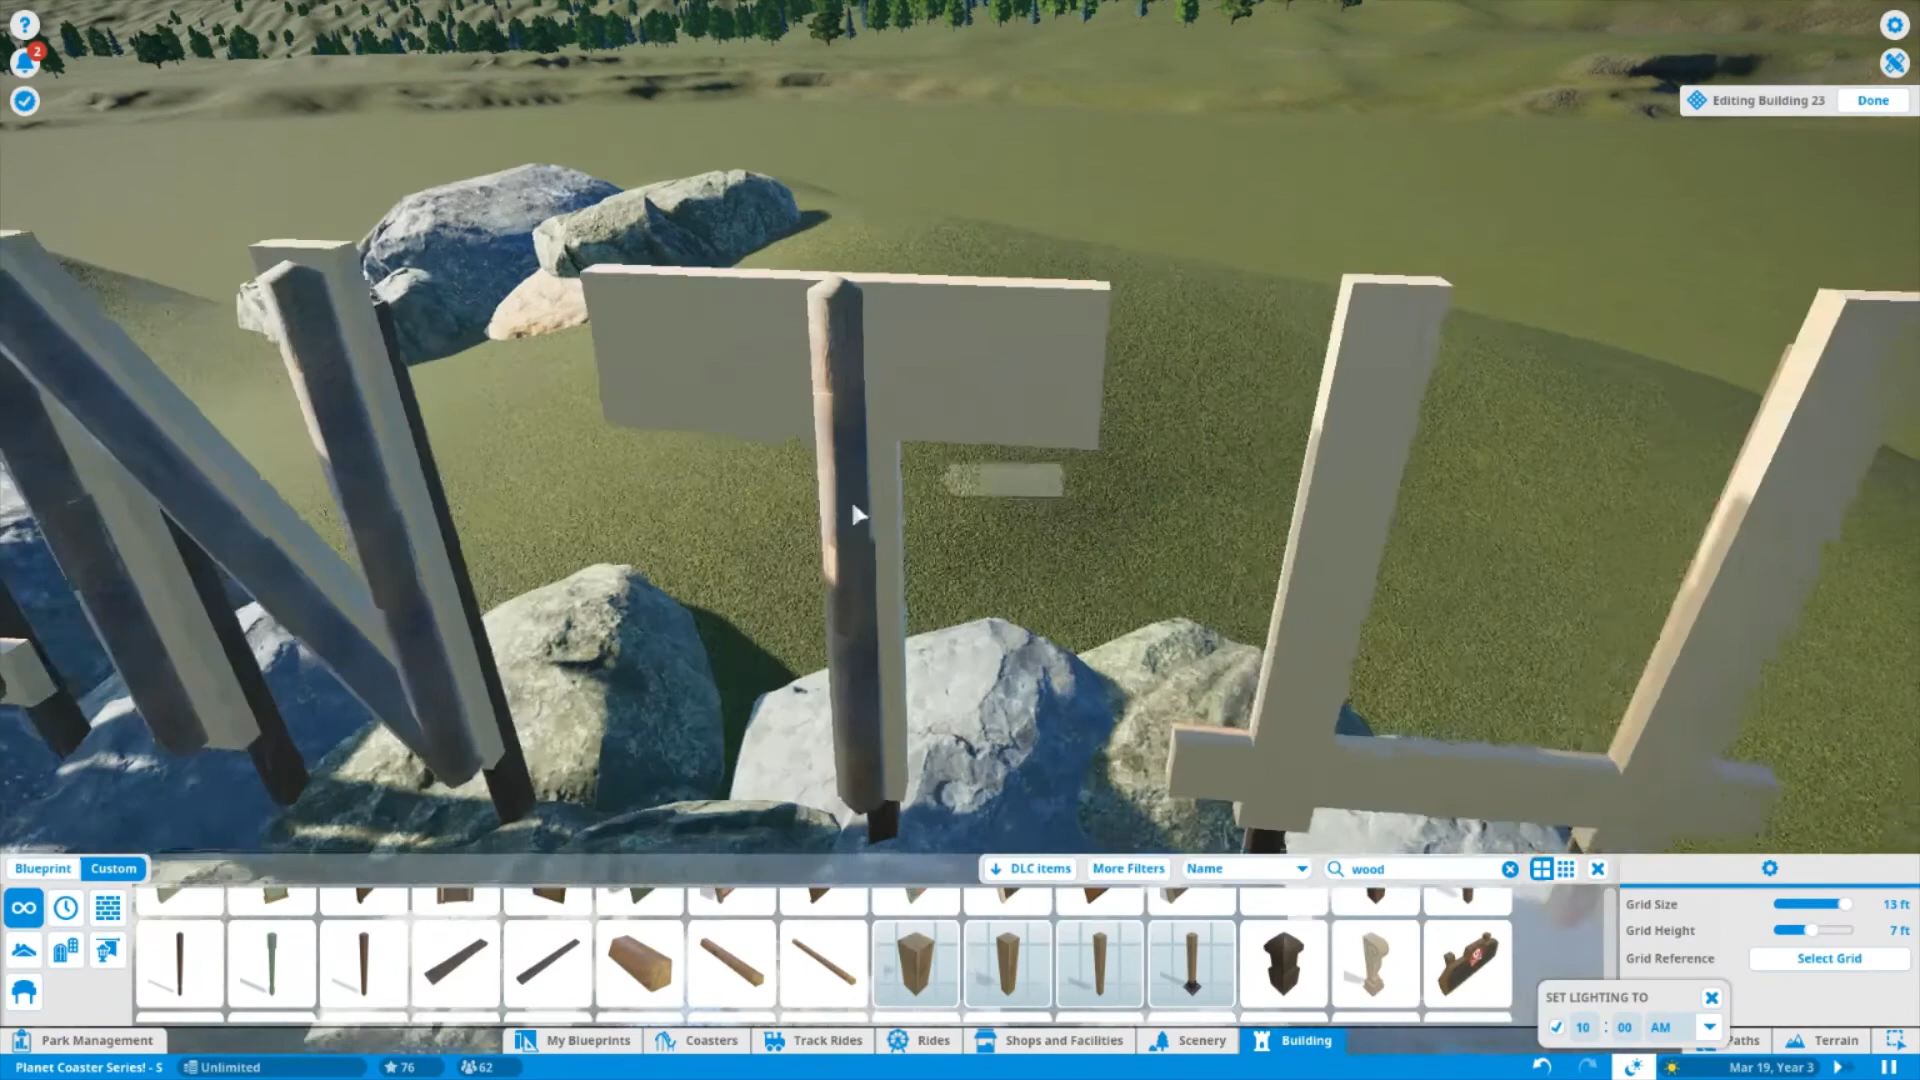 ?
2
Editing Building 23 Done
N T
Blueprint Custom
DLC items More Filters Name wood
Grid Size 13 ft
Grid Height 7 ft
Grid Reference Select Grid
SET LIGHTING TO
10 : 00 AM
Park Management My Blueprints Coasters Track Rides Rides Shops and Facilities Scenery Building Paths Terrain
Planet Coaster Series! - S Unlimited 76 62 Mar 19, Year 3